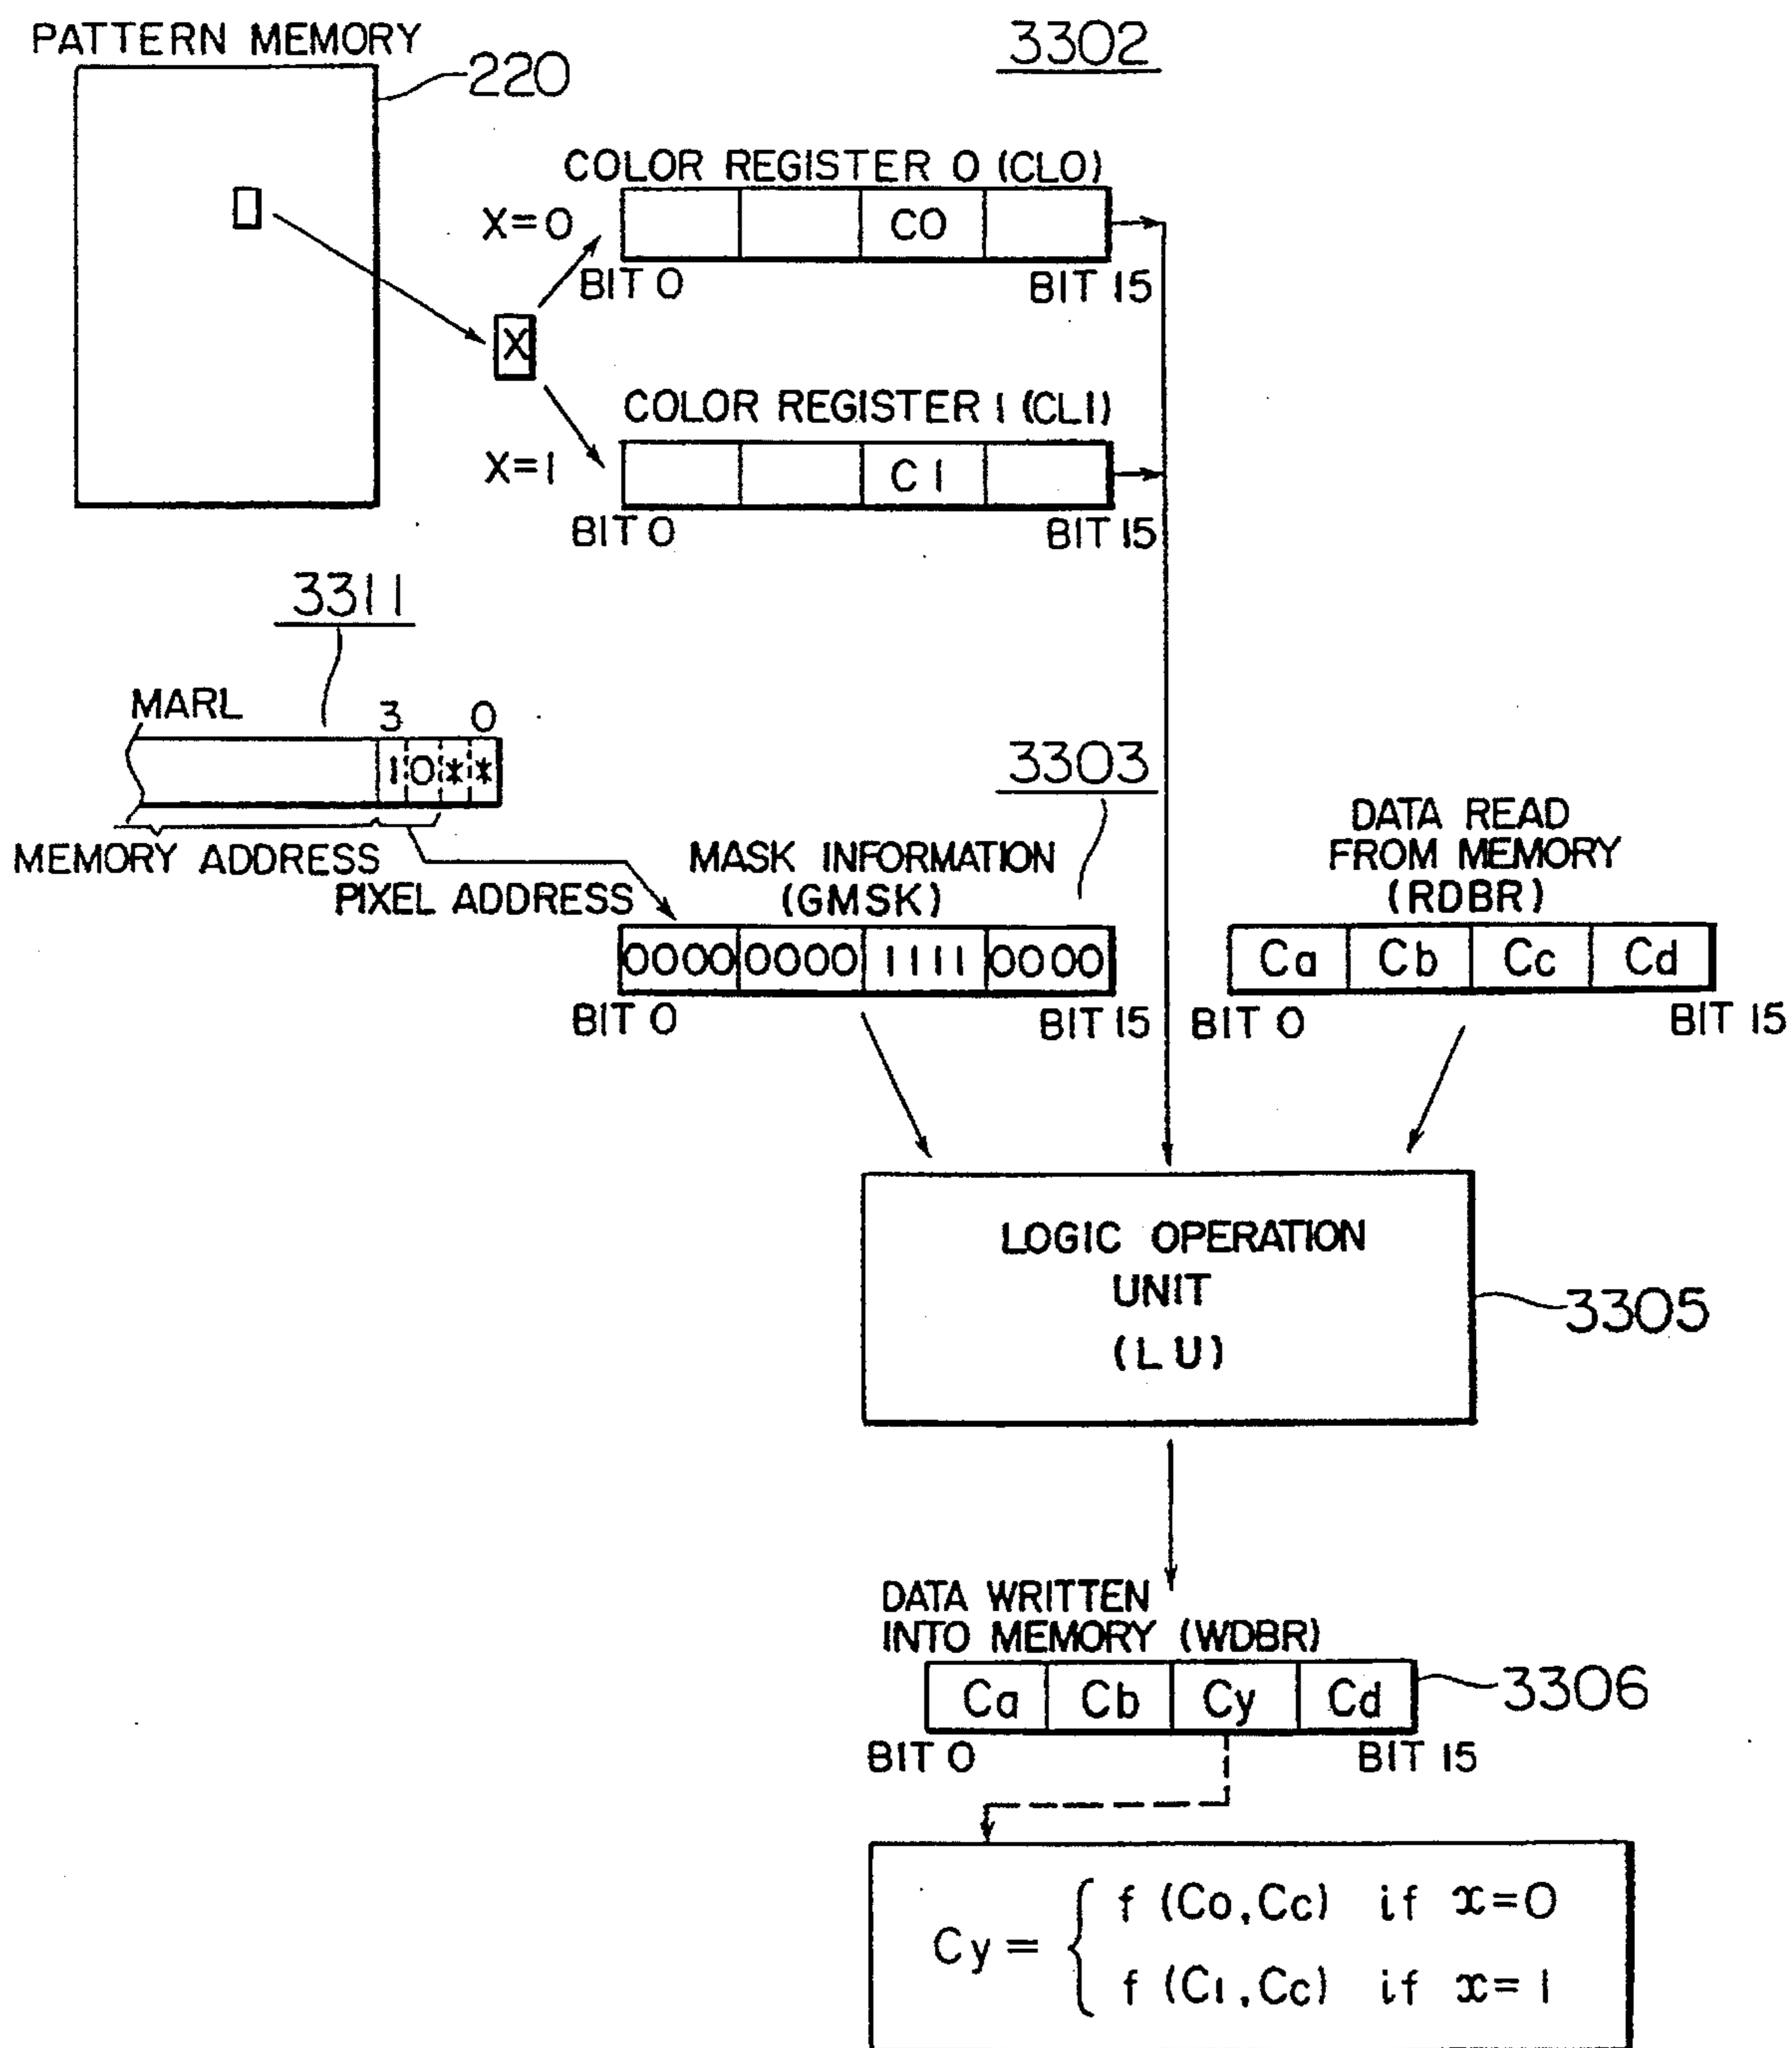 PATTERN MEMORY
220
3302
COLOR REGISTER 0 (CL0)
X=0
C0
BIT 0
BIT 15
X
COLOR REGISTER 1 (CL1)
X=1
C1
BIT 0
BIT 15
3311
MARL
3 0
1 0 * *
MEMORY ADDRESS
PIXEL ADDRESS
3303
MASK INFORMATION
(GMSK)
0000 0000 1111 0000
BIT 0
BIT 15
DATA READ
FROM MEMORY
(RDBR)
Ca Cb Cc Cd
BIT 0
BIT 15
LOGIC OPERATION
UNIT
(LU)
3305
DATA WRITTEN
INTO MEMORY (WDBR)
Ca Cb Cy Cd
3306
BIT 0
BIT 15
Cy = { f (C0, Cc) if x=0
f (C1, Cc) if x=1